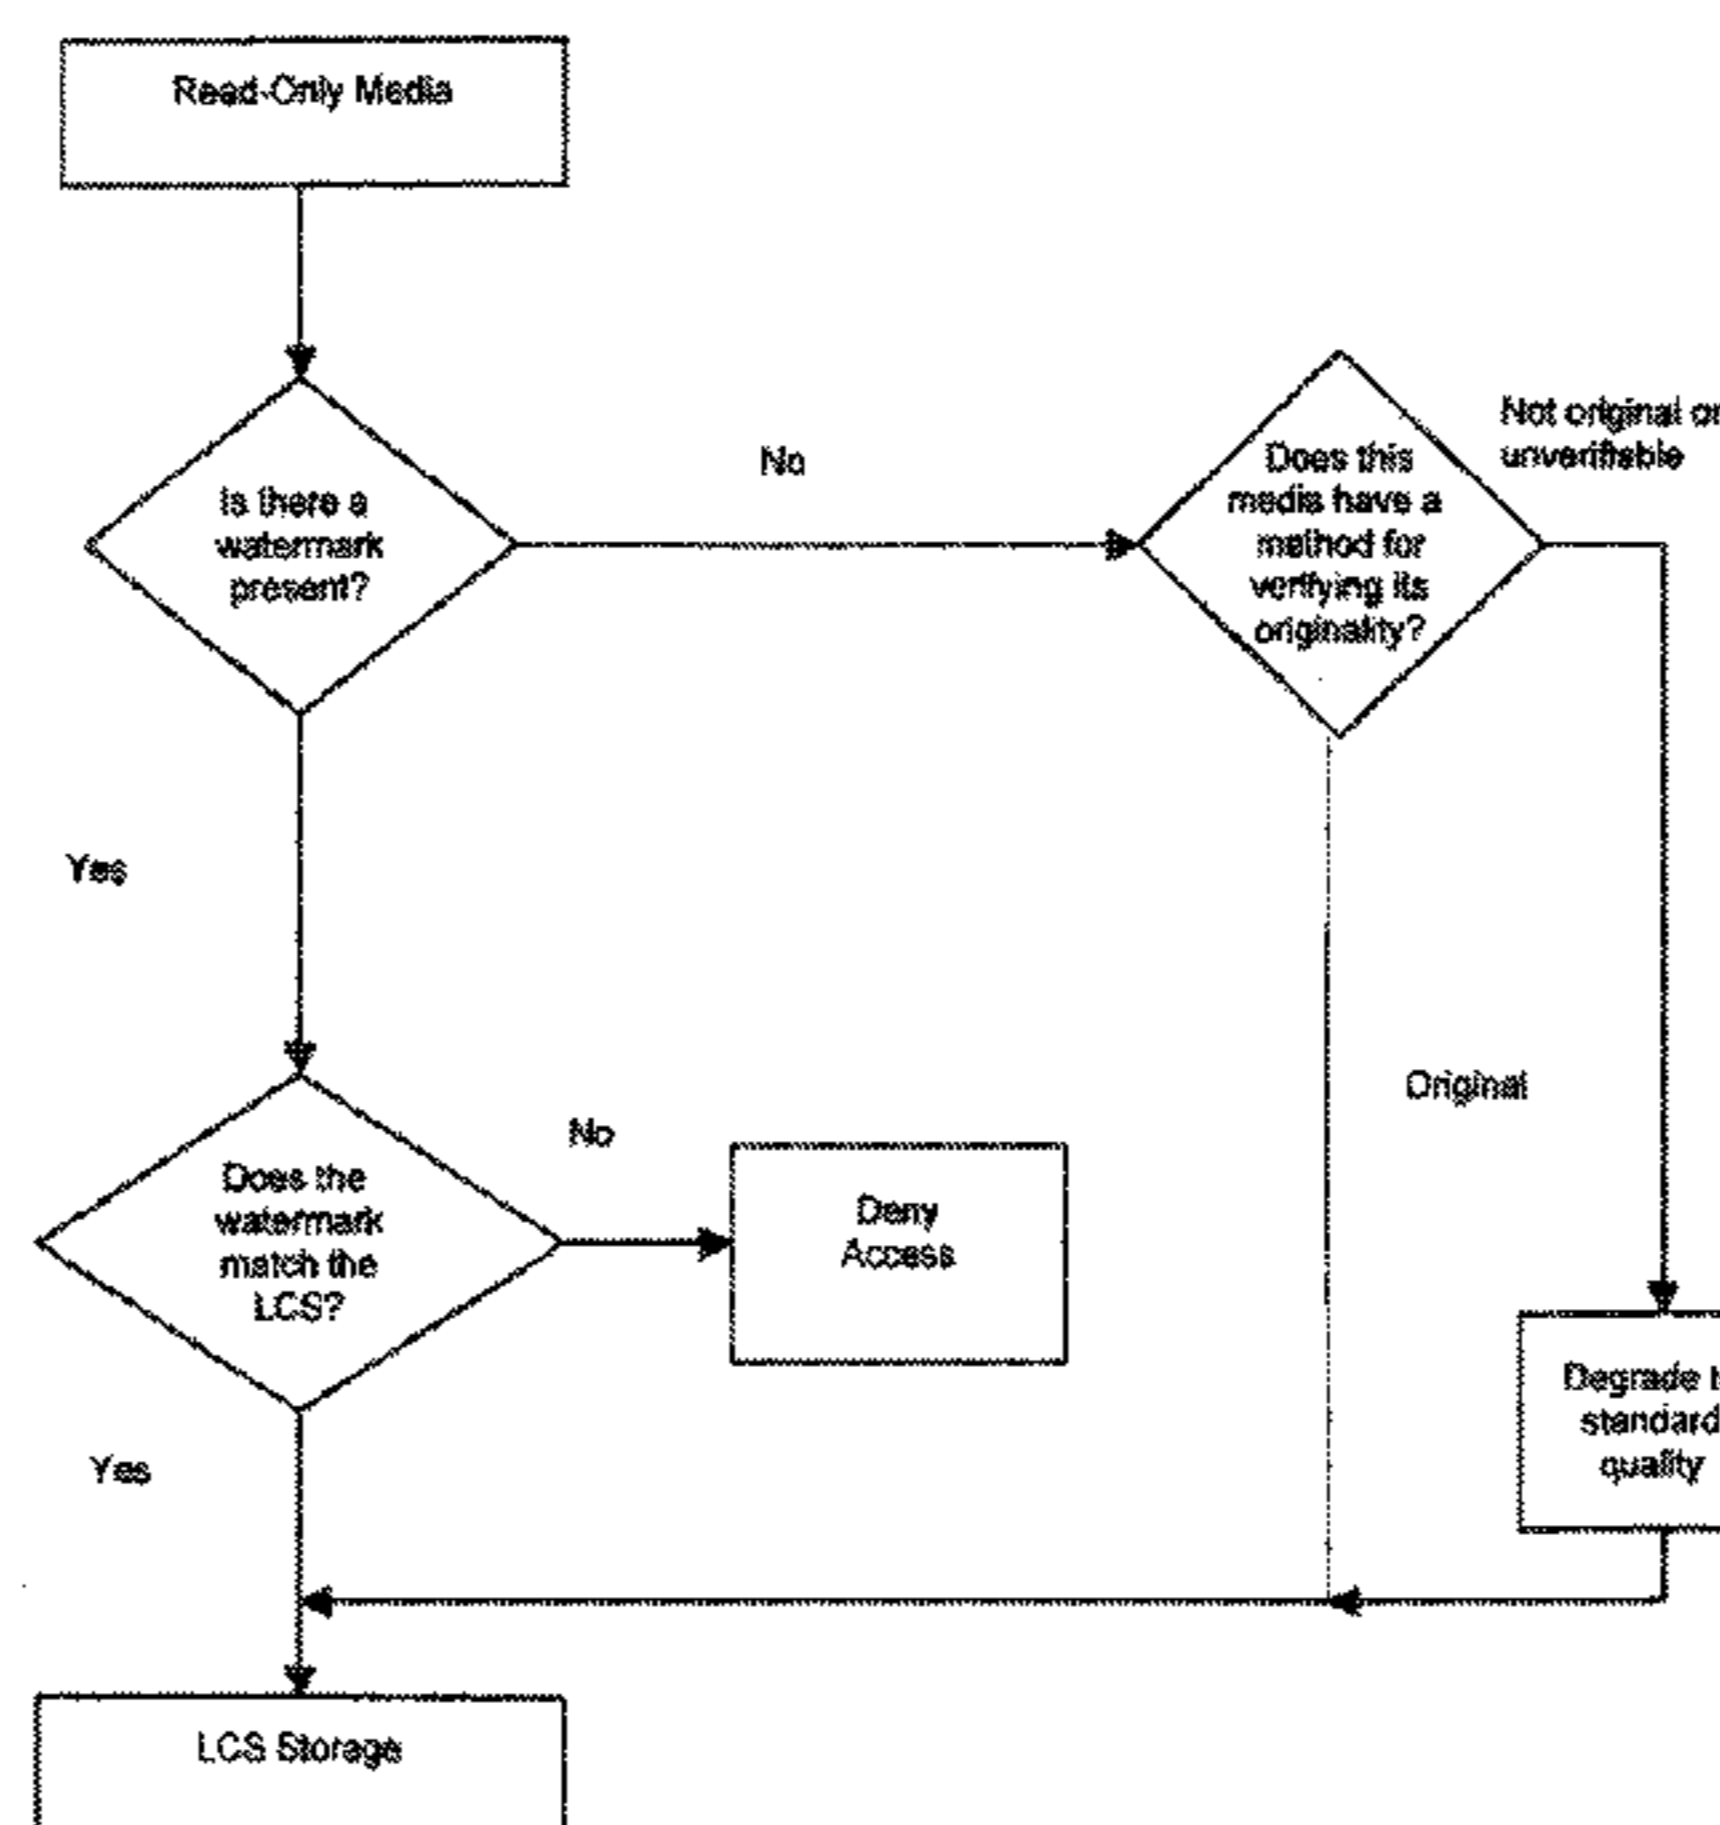 Read-Only Media
Is there a
watermark
present?
No
Does this
media have a
method for
verifying its
originality?
Not original or
unverifiable
Yes
Original
Does the
watermark
match the
LCS?
No
Deny
Access
Degrade
standard
quality
Yes
LCS Storage